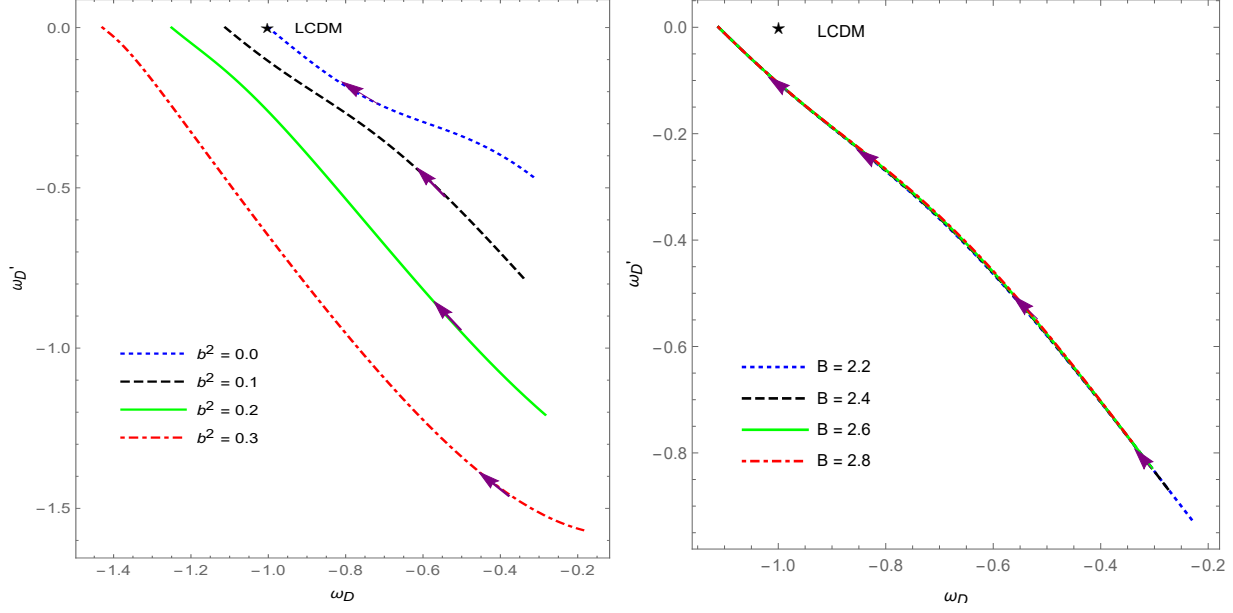 0.0
−0.5
−1.0
−1.5
ω_D'
LCDM
b² = 0.0
b² = 0.1
b² = 0.2
b² = 0.3
−1.4 −1.2 −1.0 −0.8 −0.6 −0.4 −0.2
ω_D
0.0
−0.2
−0.4
−0.6
−0.8
ω_D'
LCDM
B = 2.2
B = 2.4
B = 2.6
B = 2.8
−1.0 −0.8 −0.6 −0.4 −0.2
ω_D